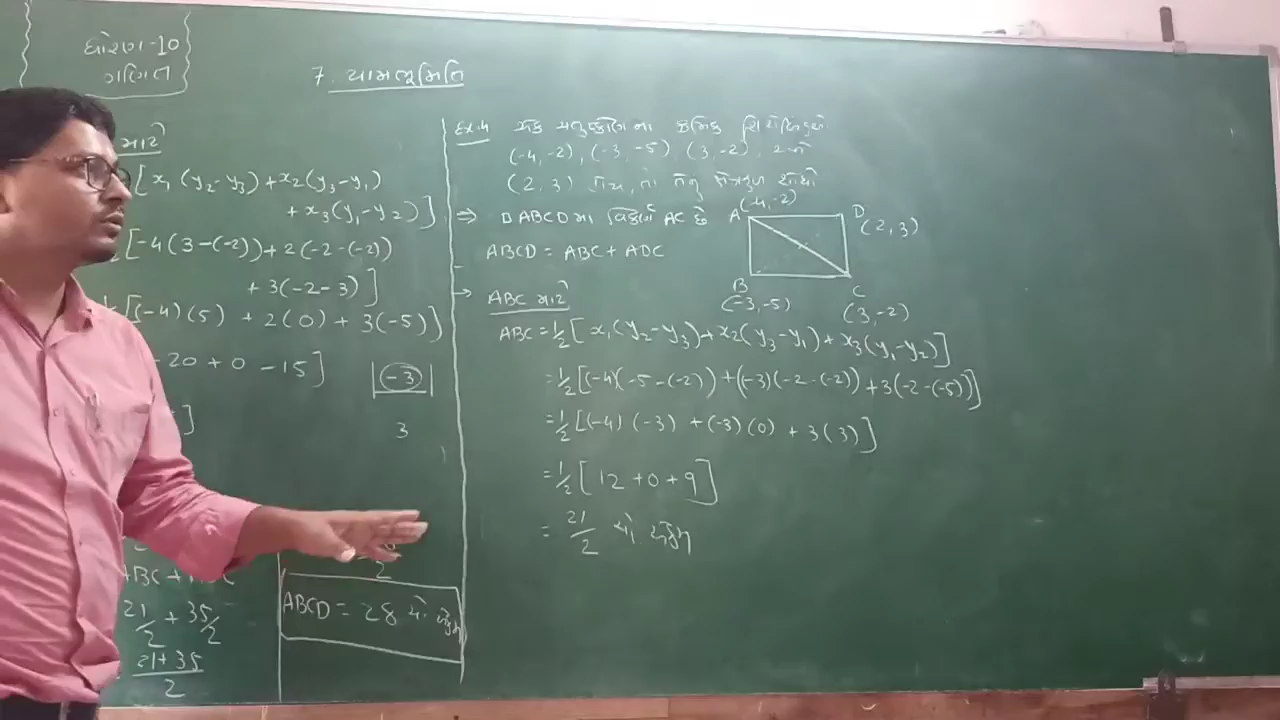 ધોરણ-10
ગણિત
7. યામભૂમિતિ
માટે
[x₁(y₂-y₃)+x₂(y₃-y₁)
+x₃(y₁-y₂)]
[-4(3-(-2))+2(-2-(-2))
+3(-2-3)]
[(-4)(5) + 2(0) + 3(-5)]
-20 + 0 -15]
|(-3)|
3
2
21/2 + 35/2
= 21+35/2
ABCD = 28 ચો. એકમ
Ex.4 એક ચતુષ્કોણના ક્રમિક શિરોબિંદુઓ
(-4,-2), (-3,-5), (3,-2), અને
(2,3) હોય, તો તેનું ક્ષેત્રફળ શોધો
⇒ □ABCD માં વિકર્ણ AC છે
ABCD = ABC + ADC
A (-4,-2)
D (2,3)
B (-3,-5)
C (3,-2)
→ ABC માટે
ABC = ½[x₁(y₂-y₃)+x₂(y₃-y₁)+x₃(y₁-y₂)]
= ½[(-4)(-5-(-2))+(-3)(-2-(-2))+3(-2-(-5))]
= ½[(-4)(-3) +(-3)(0) + 3(3)]
= ½[12+0+9]
= 21/2 ચો. એકમ